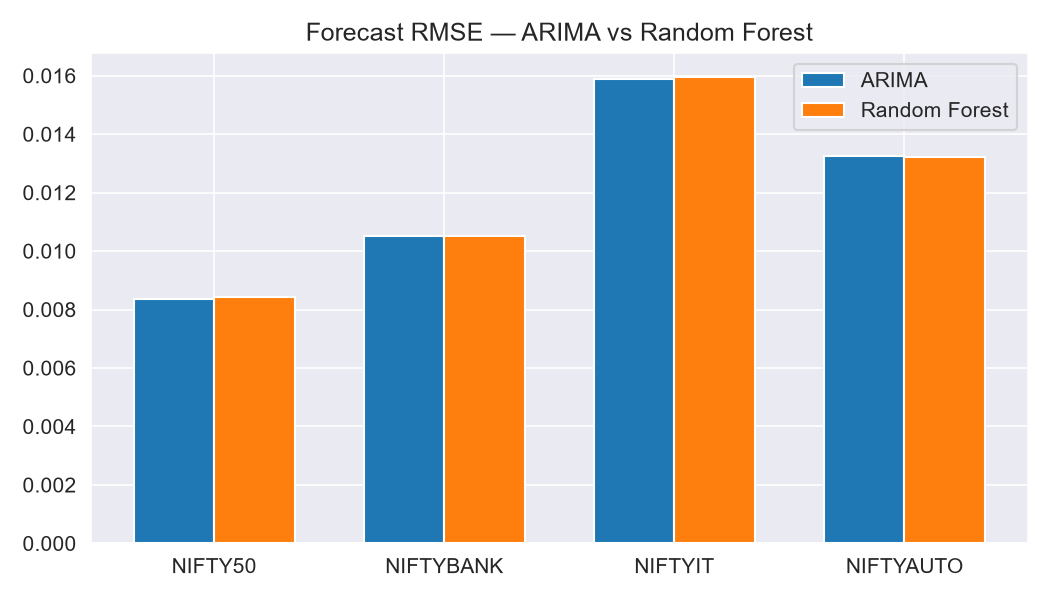 Forecast RMSE — ARIMA vs Random Forest
ARIMA
Random Forest
0.016
0.014
0.012
0.010
0.008
0.006
0.004
0.002
0.000
NIFTY50
NIFTYBANK
NIFTYIT
NIFTYAUTO